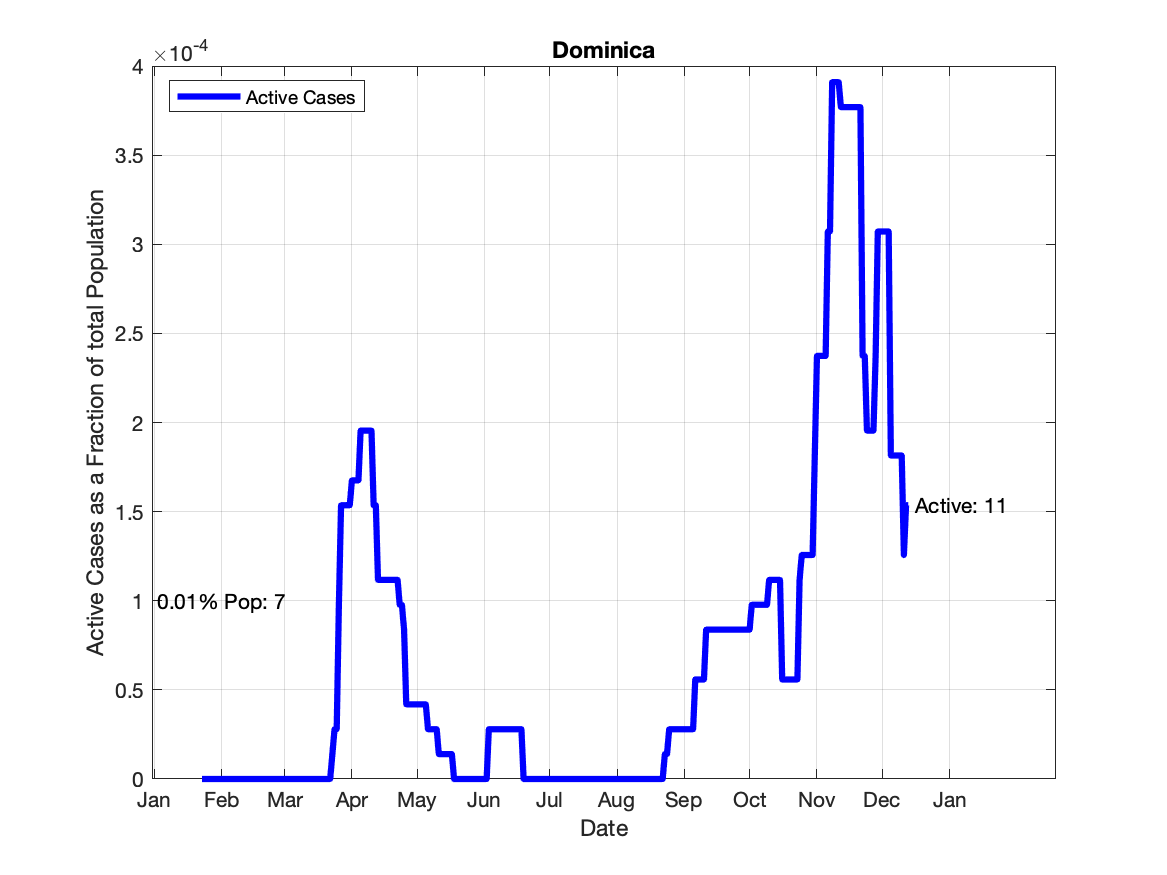 Dominica
×10-4
Active Cases
4
3.5
3
2.5
2
1.5
1
0.5
0
Active Cases as a Fraction of total Population
0.01% Pop: 7
Active: 11
Jan Feb Mar Apr May Jun Jul Aug Sep Oct Nov Dec Jan
Date